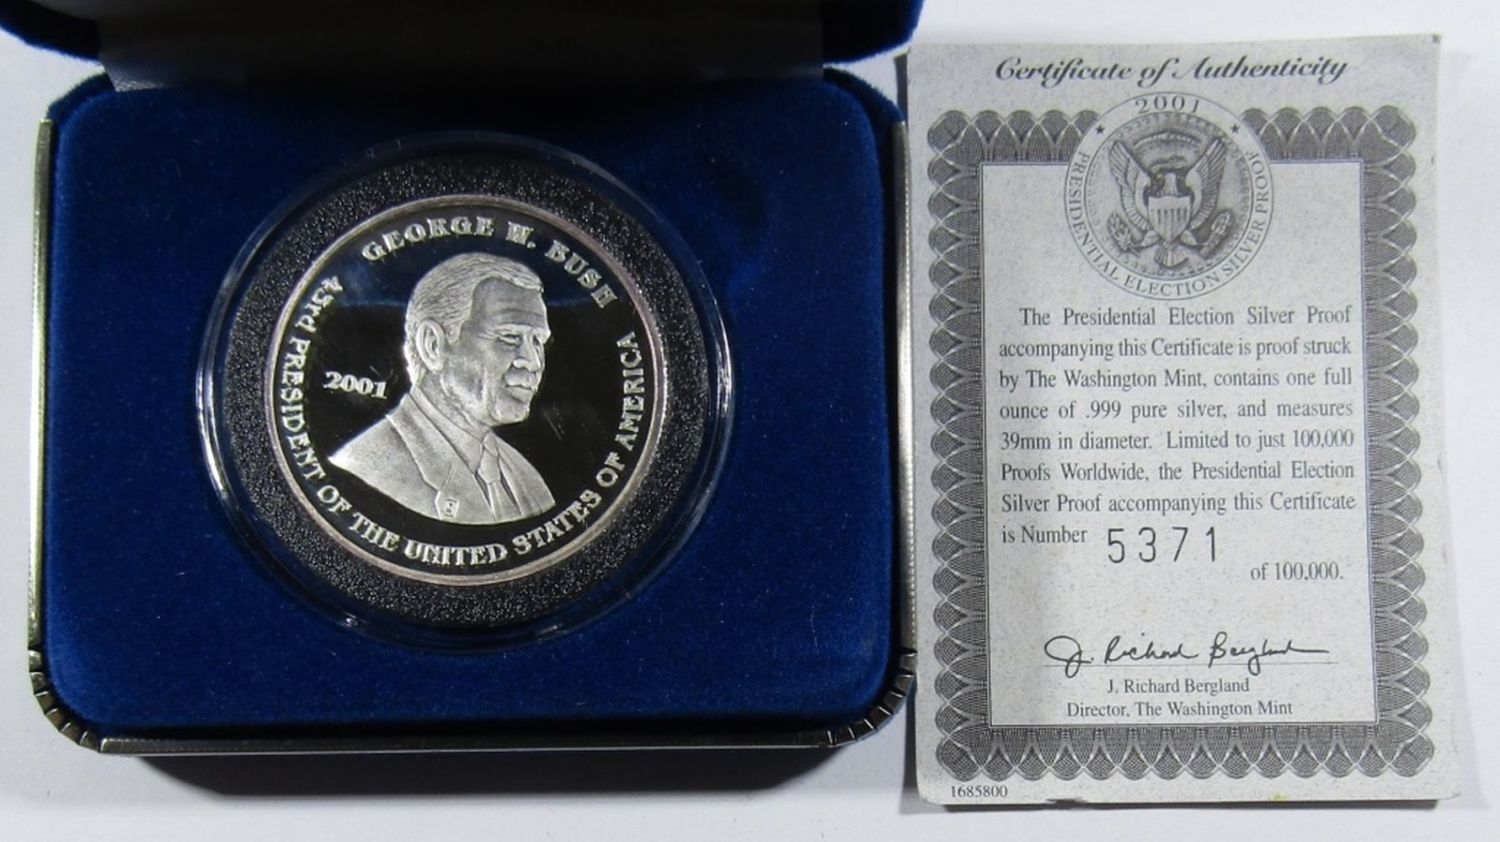 GEORGE W. BUSH
43rd PRESIDENT OF THE UNITED STATES OF AMERICA
2001
Certificate of Authenticity
2001
PRESIDENTIAL ELECTION SILVER PROOF
The Presidential Election Silver Proof
accompanying this Certificate is proof struck
by The Washington Mint, contains one full
ounce of .999 pure silver, and measures
39mm in diameter. Limited to just 100,000
Proofs Worldwide, the Presidential Election
Silver Proof accompanying this Certificate
is Number 5371
of 100,000.
J. Richard Bergland
J. Richard Bergland
Director, The Washington Mint
1685800